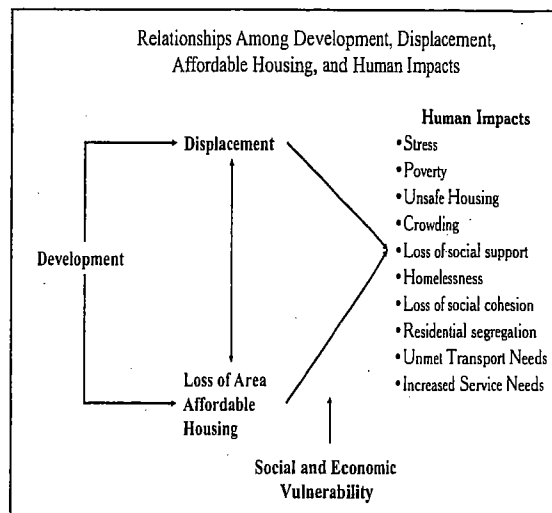 Relationships Among Development, Displacement,
Affordable Housing, and Human Impacts
Human Impacts
• Stress
• Poverty
• Unsafe Housing
• Crowding
• Loss of social support
• Homelessness
• Loss of social cohesion
• Residential segregation
• Unmet Transport Needs
• Increased Service Needs
Displacement
Development
Loss of Area
Affordable
Housing
Social and Economic
Vulnerability